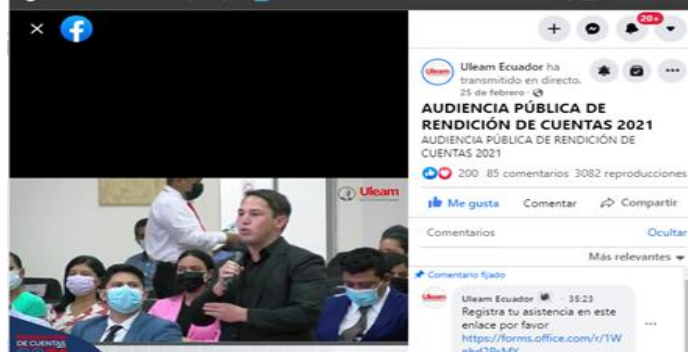 20+
Uleam
Uleam Ecuador ha
transmitido en directo.
25 de febrero
AUDIENCIA PÚBLICA DE
RENDICIÓN DE CUENTAS 2021
AUDIENCIA PÚBLICA DE RENDICIÓN DE
CUENTAS 2021
200 85 comentarios 3082 reproducciones
Me gusta Comentar Compartir
Comentarios Ocultar
Más relevantes
Comentario fijado
Uleam
Uleam Ecuador · 35:23
Registra tu asistencia en este
enlace por favor
https://forms.office.com/r/1W
Uleam
DE CUENTAS